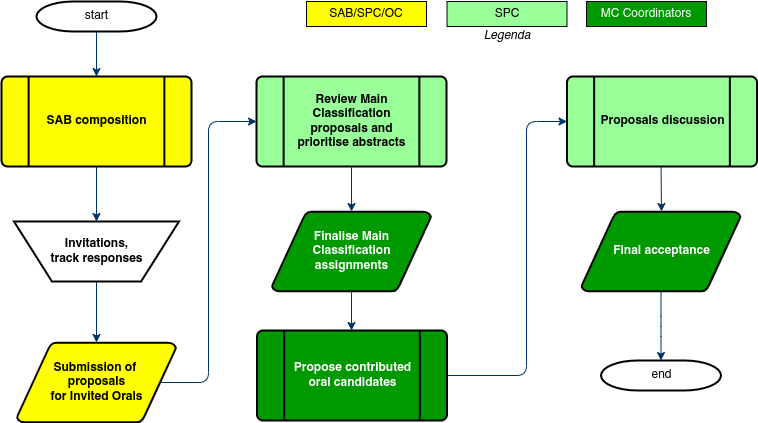 start
SAB/SPC/OC
SPC
MC Coordinators
Legenda
SAB composition
Invitations,
track responses
Submission of
proposals
for Invited Orals
Review Main
Classification
proposals and
prioritise abstracts
Finalise Main
Classification
assignments
Propose contributed
oral candidates
Proposals discussion
Final acceptance
end